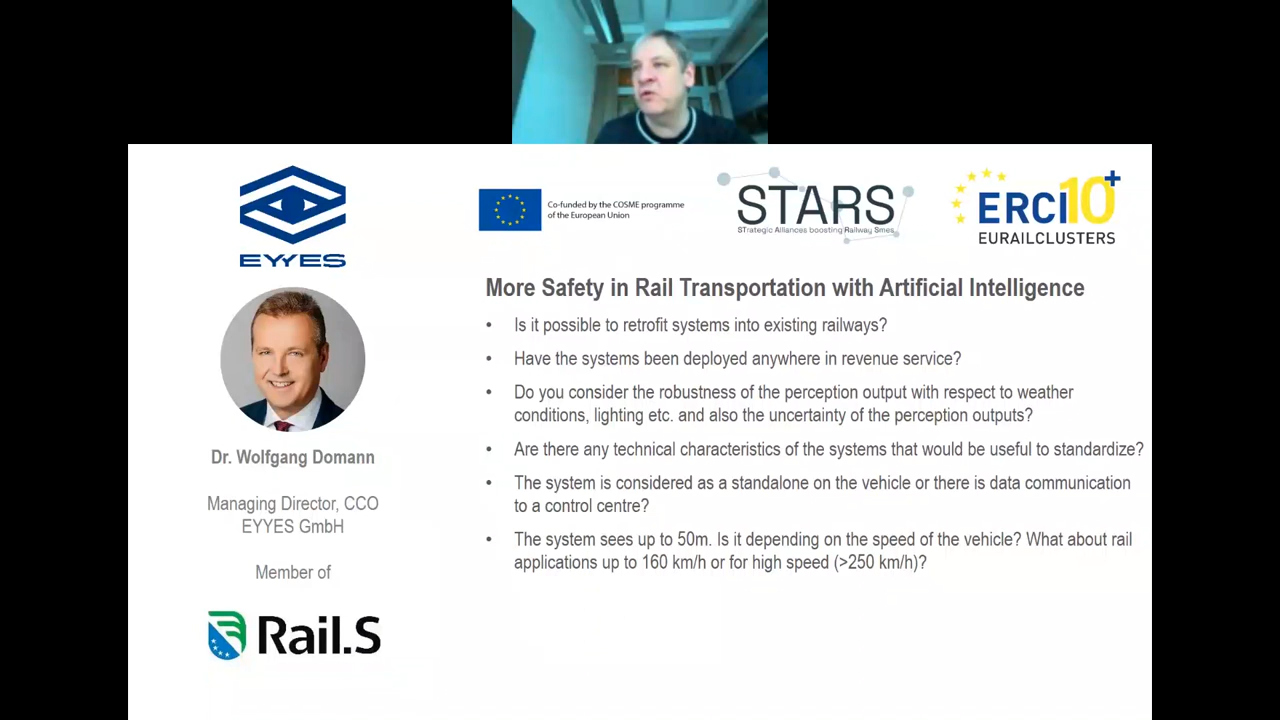 EYYES
Co-funded by the COSME programme
of the European Union
STARS
STrategic Alliances boosting Railway Smes
ERCI10+
EURAILCLUSTERS
More Safety in Rail Transportation with Artificial Intelligence
• Is it possible to retrofit systems into existing railways?
• Have the systems been deployed anywhere in revenue service?
• Do you consider the robustness of the perception output with respect to weather
conditions, lighting etc. and also the uncertainty of the perception outputs?
• Are there any technical characteristics of the systems that would be useful to standardize?
• The system is considered as a standalone on the vehicle or there is data communication
to a control centre?
• The system sees up to 50m. Is it depending on the speed of the vehicle? What about rail
applications up to 160 km/h or for high speed (>250 km/h)?
Dr. Wolfgang Domann
Managing Director, CCO
EYYES GmbH
Member of
Rail.S